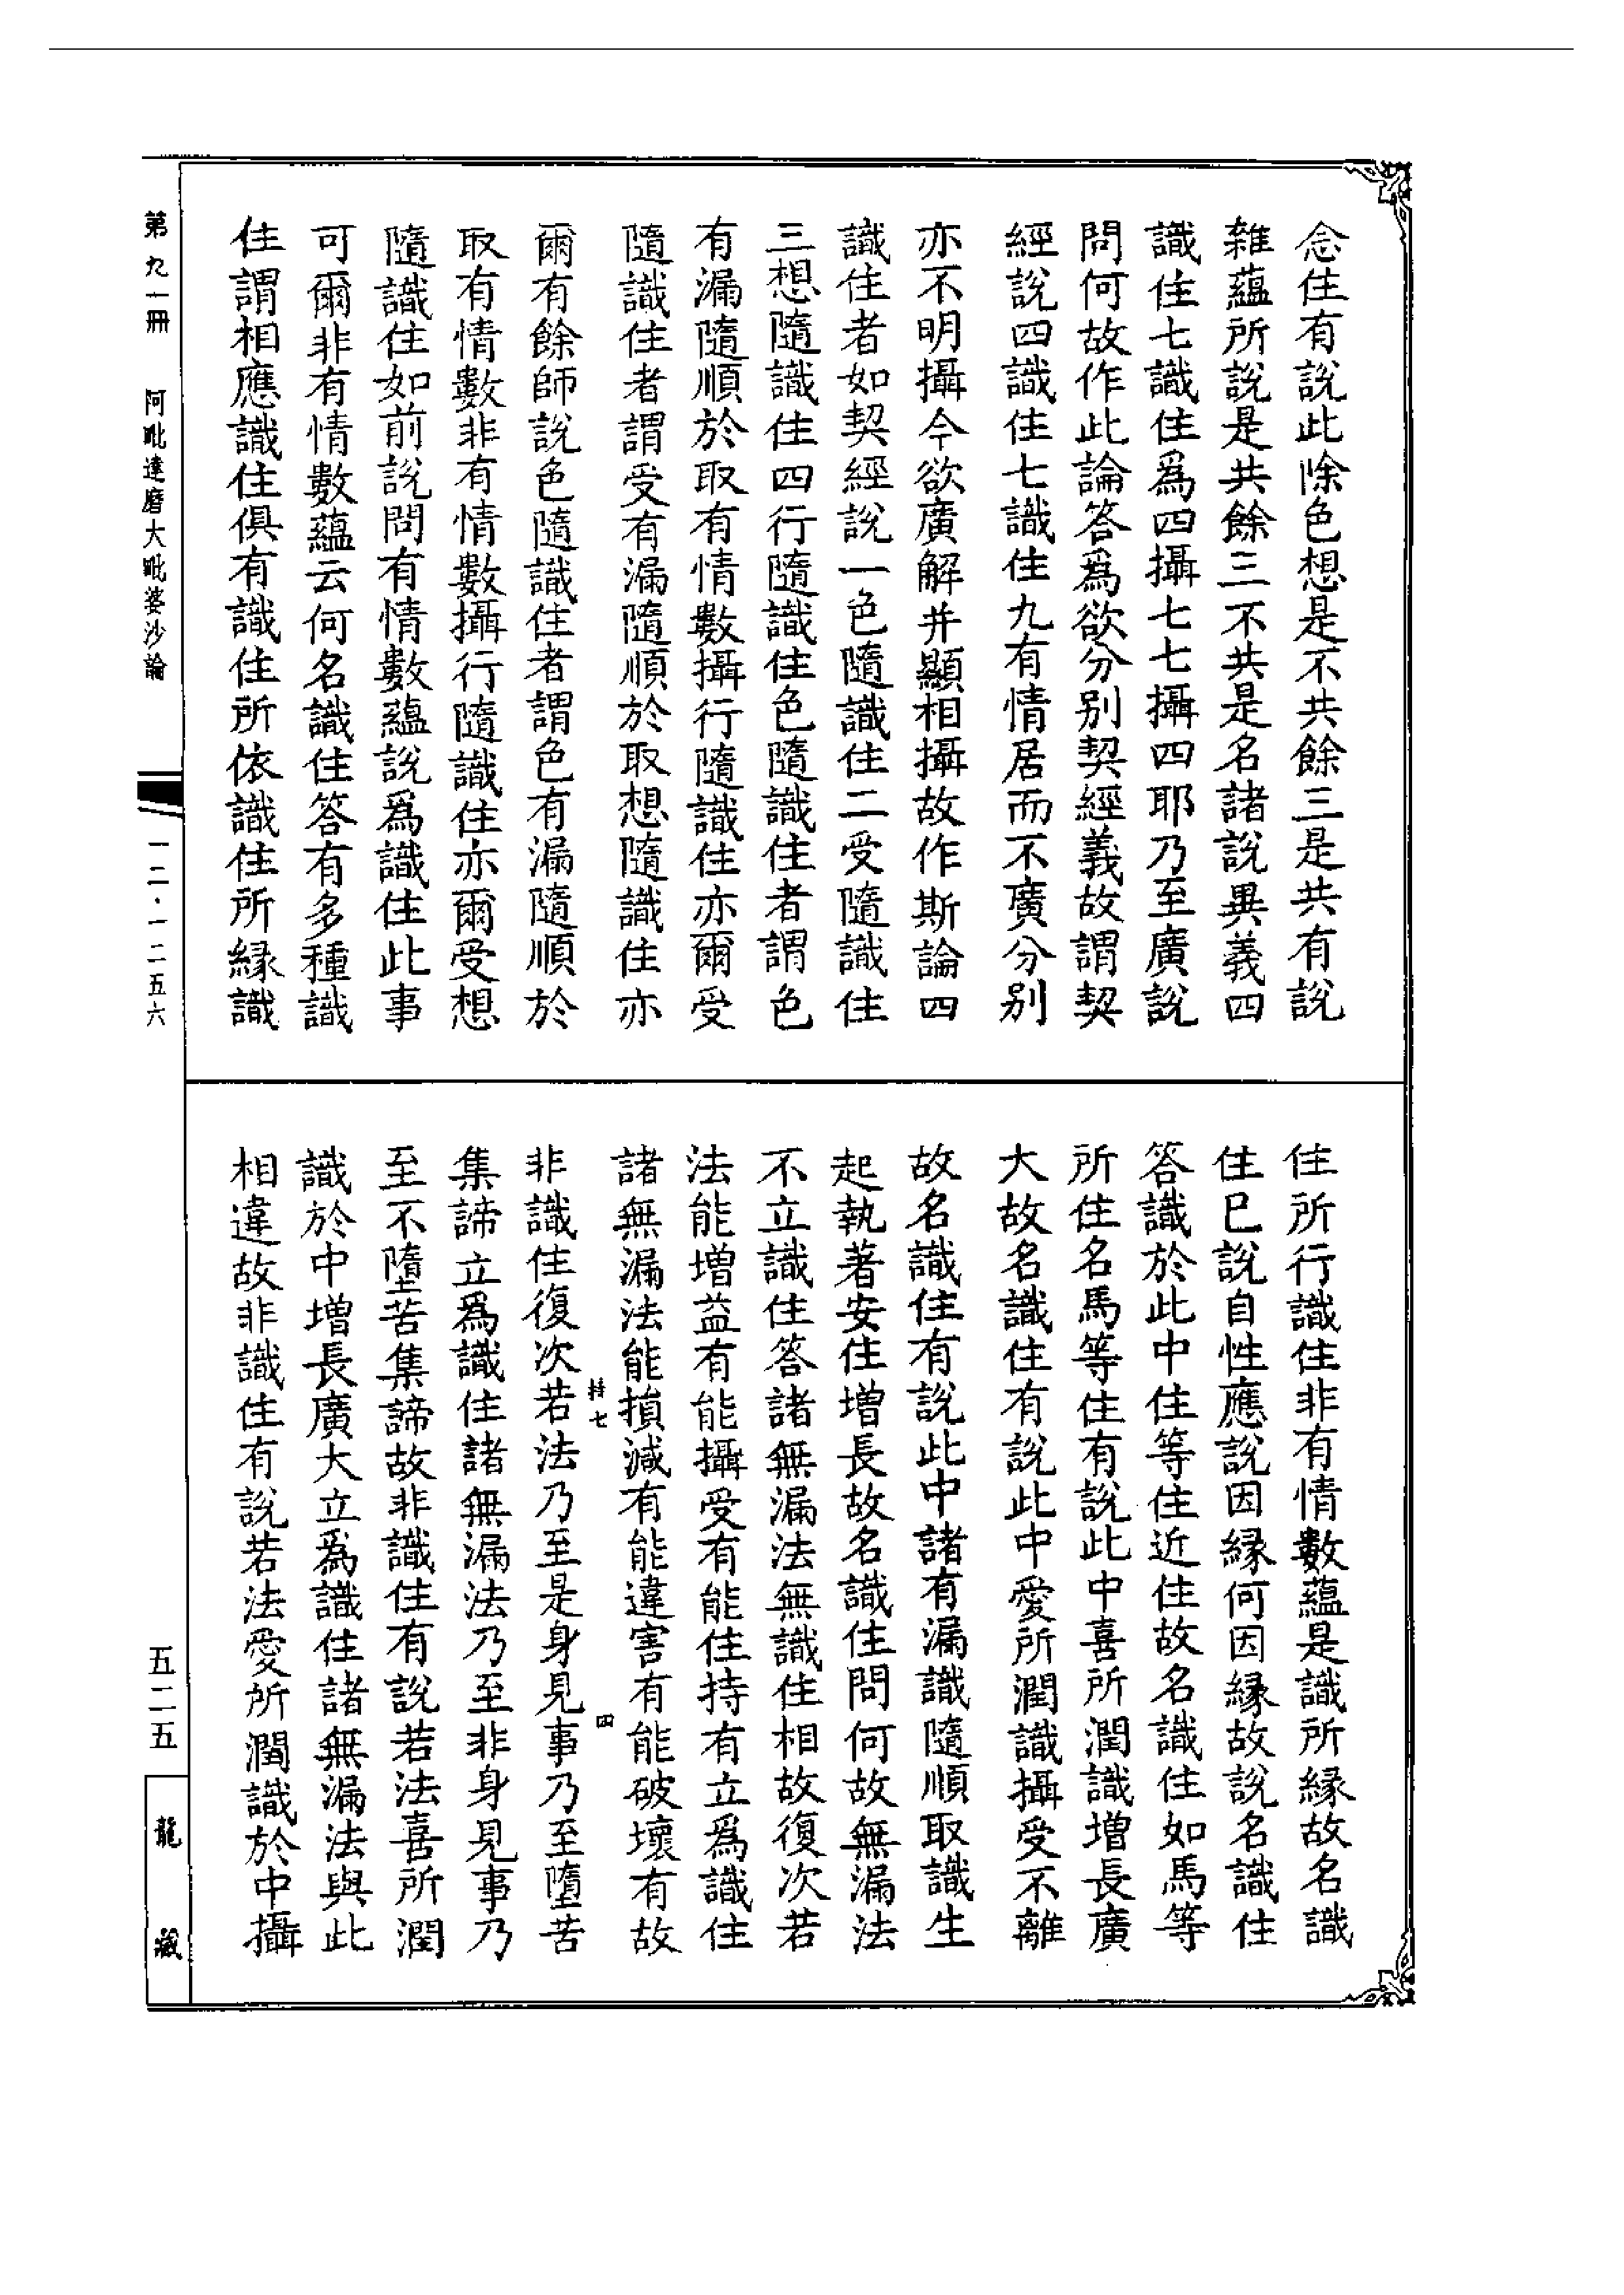 念住有說此除色想是不共餘三是共有說
雜蘊所說是共餘三不共是名諸說異義四
識住七識住爲四攝七七攝四耶乃至廣說
問何故作此論答爲欲分别契經義故謂契
經說四識住七識住九有情居而不廣分别
亦不明攝今欲廣解并顯相攝故作斯論四
識住者如契經說一色隨識住二受隨識住
三想隨識住四行隨識住色隨識住者謂色
有漏隨順於取有情數攝行隨識住亦爾受
隨識住者謂受有漏隨順於取想隨識住亦
爾有餘師說色隨識住者謂色有漏隨順於
取有情數非有情數攝行隨識住亦爾受想
隨識住如前說問有情數蘊說爲識住此事
可爾非有情數蘊云何名識住答有多種識
住謂相應識住俱有識住所依識住所縁識
住所行識住非有情數蘊是識所縁故名識
住已說自性應說因縁何因縁故說名識住
答識於此中住等住近住故名識住如馬等
所住名馬等住有說此中喜所潤識增長廣
大故名識住有說此中愛所潤識攝受不離
故名識住有說此中諸有漏識隨順取識生
起執著安住增長故名識住問何故無漏法
不立識住答諸無漏法無識住相故復次若
法能增益有能攝受有能住持有立爲識住
諸無漏法能損減有能違害有能破壞有故
持七
四
非識住復次若法乃至是身見事乃至墮苦
集諦立爲識住諸無漏法乃至非身見事乃
至不墮苦集諦故非識住有說若法喜所潤
識於中增長廣大立爲識住諸無漏法與此
相違故非識住有說若法愛所潤識於中攝
第九一冊
阿毗達磨大毗婆沙論
一二·一二五六
五二五
龍藏